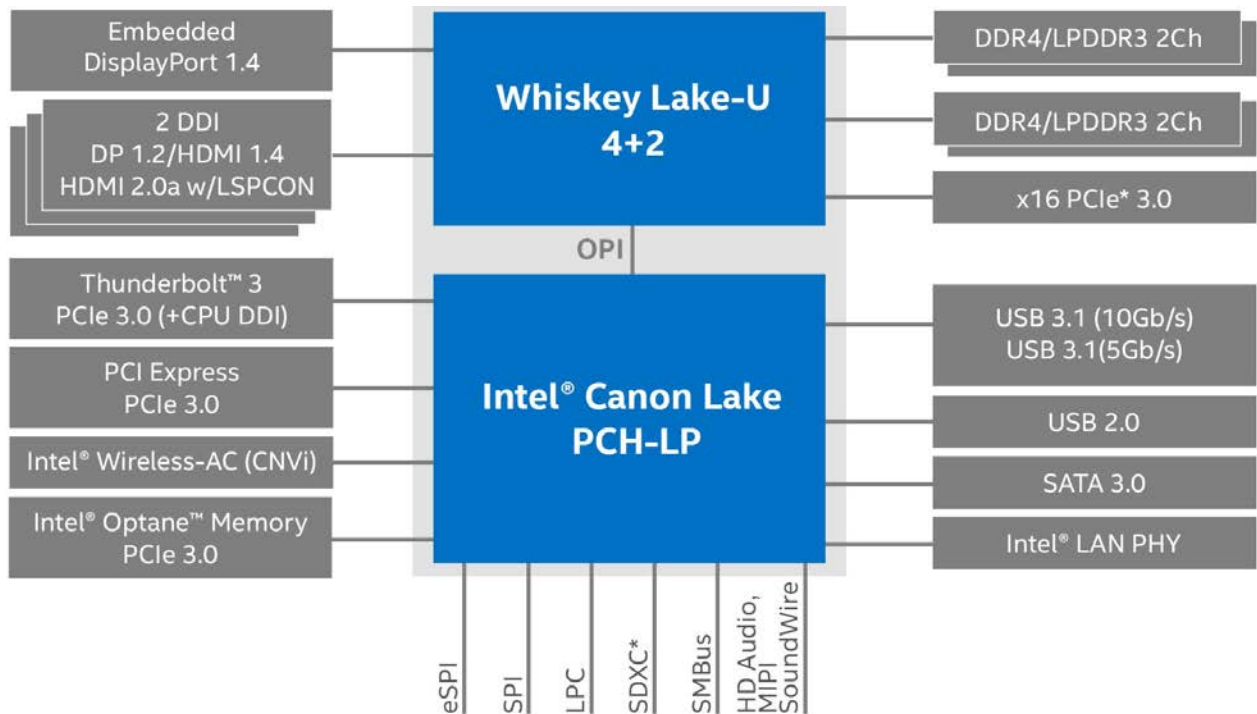 Embedded
DisplayPort 1.4
2 DDI
DP 1.2/HDMI 1.4
HDMI 2.0a w/LSPCON
Whiskey Lake-U
4+2
DDR4/LPDDR3 2Ch
DDR4/LPDDR3 2Ch
x16 PCIe* 3.0
OPI
Thunderbolt™ 3
PCIe 3.0 (+CPU DDI)
PCI Express
PCIe 3.0
Intel® Wireless-AC (CNVi)
Intel® Optane™ Memory
PCIe 3.0
Intel® Canon Lake
PCH-LP
USB 3.1 (10Gb/s)
USB 3.1(5Gb/s)
USB 2.0
SATA 3.0
Intel® LAN PHY
eSPI
SPI
LPC
SDXC*
SMBus
HD Audio,
MIPI
SoundWire